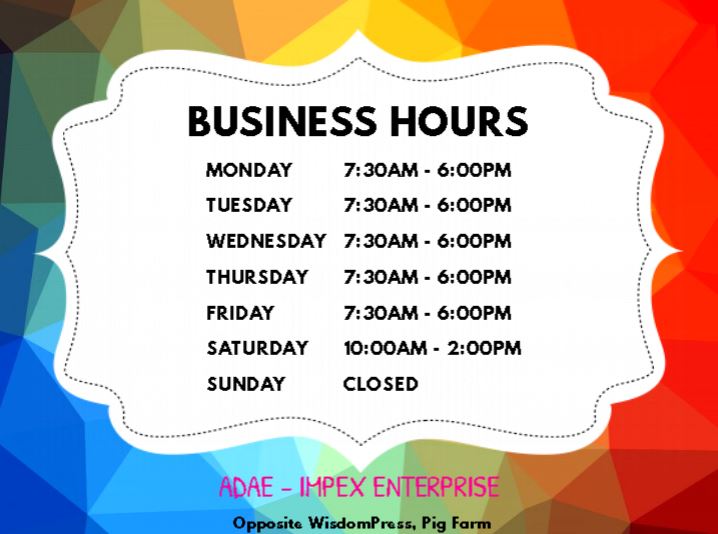 BUSINESS HOURS
MONDAY 7:30AM - 6:00PM
TUESDAY 7:30AM - 6:00PM
WEDNESDAY 7:30AM - 6:00PM
THURSDAY 7:30AM - 6:00PM
FRIDAY 7:30AM - 6:00PM
SATURDAY 10:00AM - 2:00PM
SUNDAY CLOSED
ADAE - IMPEX ENTERPRISE
Opposite WisdomPress, Pig Farm